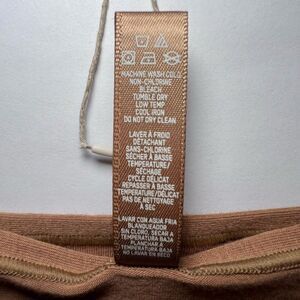 MACHINE WASH COLD
NON-CHLORINE
BLEACH
TUMBLE DRY
LOW TEMP
COOL IRON
DO NOT DRY CLEAN
LAVER À FROID
DÉTACHANT
SANS-CHLORINE
SÉCHER À BASSE
TEMPÉRATURE/
SÉCHAGE
CYCLE DÉLICAT
REPASSER À BASSE
TEMPÉRATURE/DÉLICAT
PAS DE NETTOYAGE
À SEC
LAVAR CON AGUA FRIA
BLANQUEADOR
SIN CLORO, SECAR A
TEMPERATURA BAJA
PLANCHAR A
TEMPERATURA BAJA
NO LAVAR EN SECO